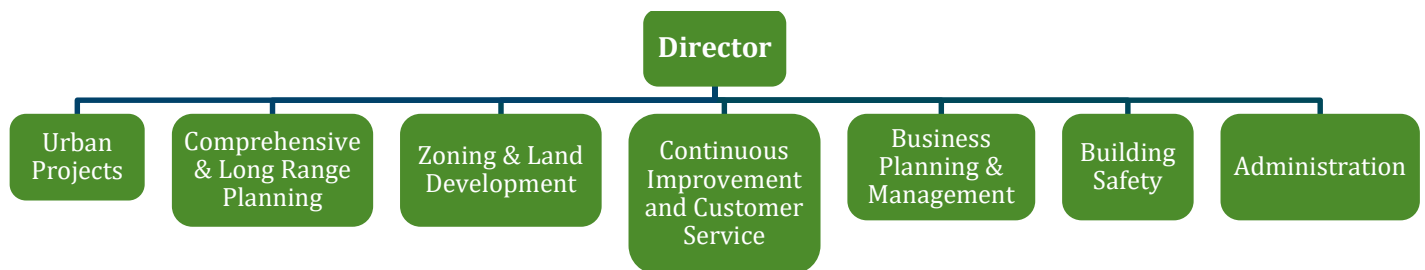 Director
Urban
Projects
Comprehensive
& Long Range
Planning
Zoning & Land
Development
Continuous
Improvement
and Customer
Service
Business
Planning &
Management
Building
Safety
Administration